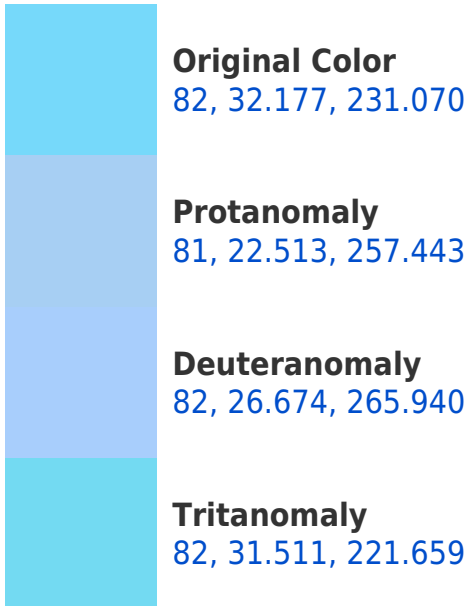 Original Color
82, 32.177, 231.070
Protanomaly
81, 22.513, 257.443
Deuteranomaly
82, 26.674, 265.940
Tritanomaly
82, 31.511, 221.659